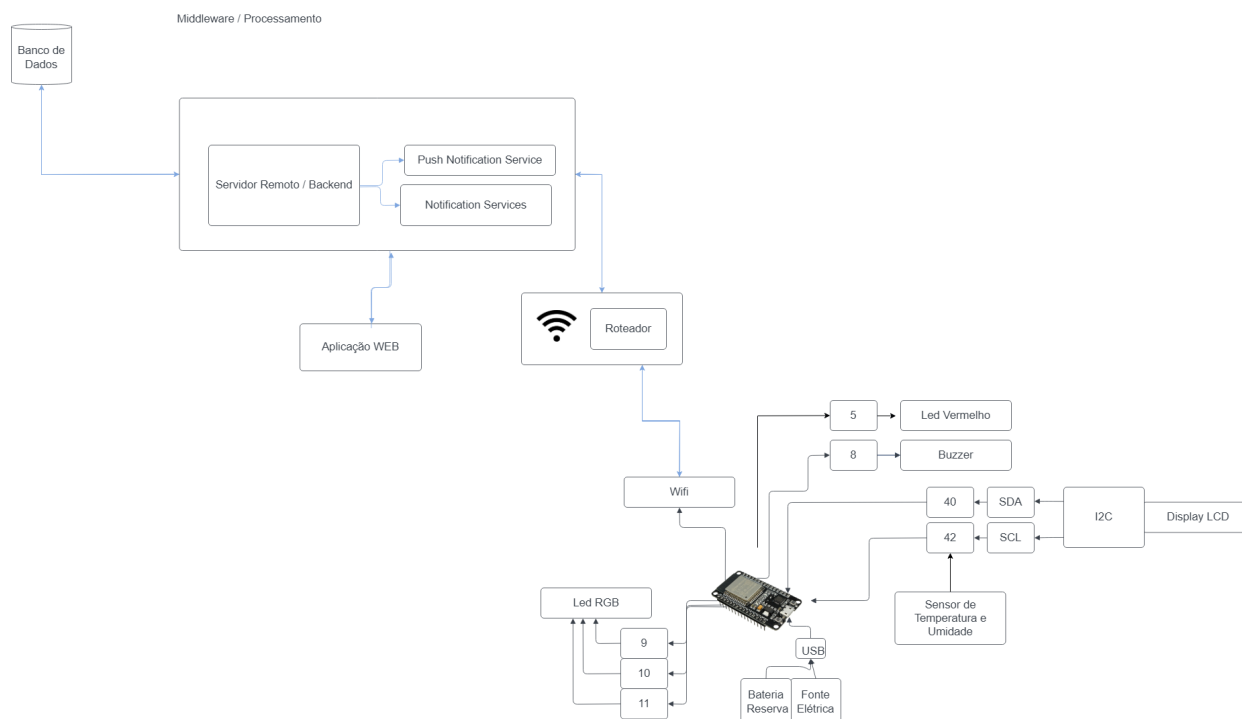 Middleware / Processamento
Banco de
Dados
Servidor Remoto / Backend
Push Notification Service
Notification Services
Aplicação WEB
Roteador
5
Led Vermelho
8
Buzzer
Wifi
40
SDA
I2C
Display LCD
42
SCL
Led RGB
Sensor de
Temperatura e
Umidade
9
USB
10
11
Bateria
Reserva
Fonte
Elétrica